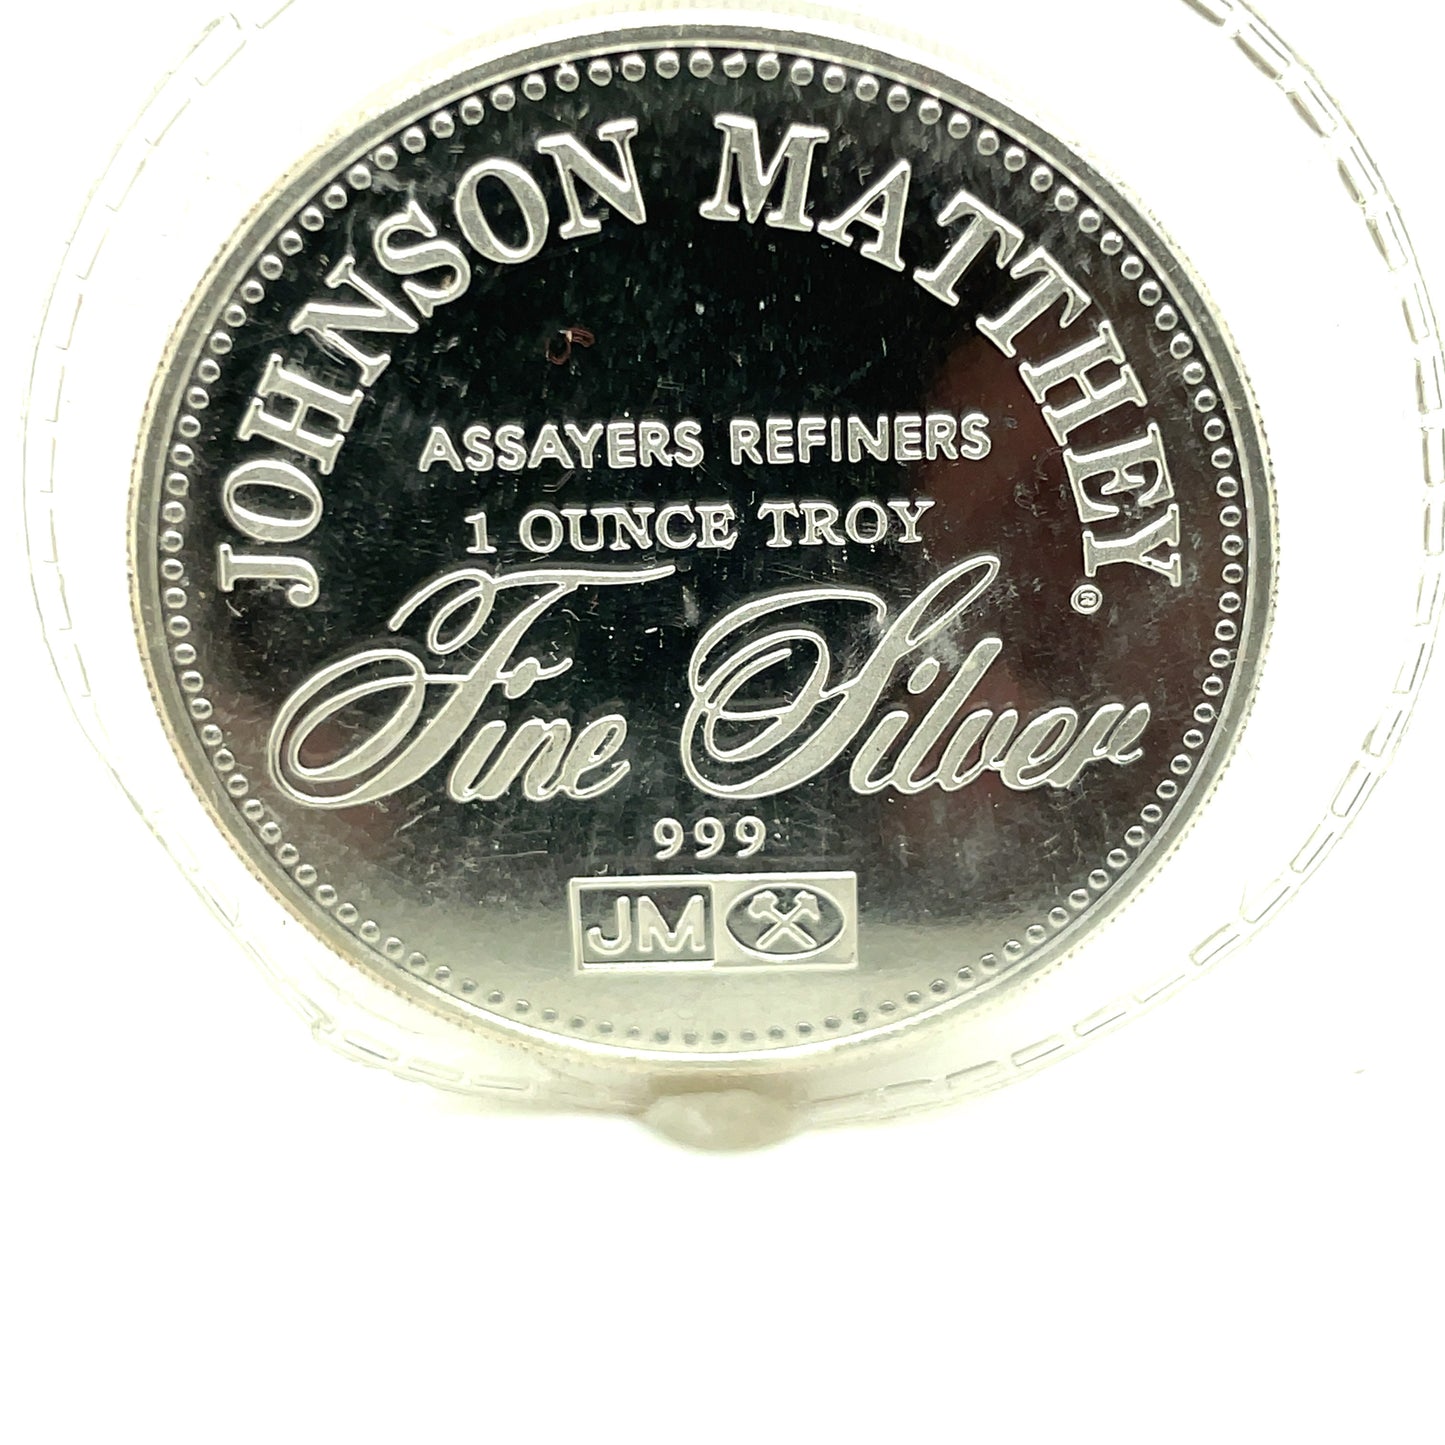 JOHNSON MATTHEY®
ASSAYERS REFINERS
1 OUNCE TROY
Fine Silver
999
JM